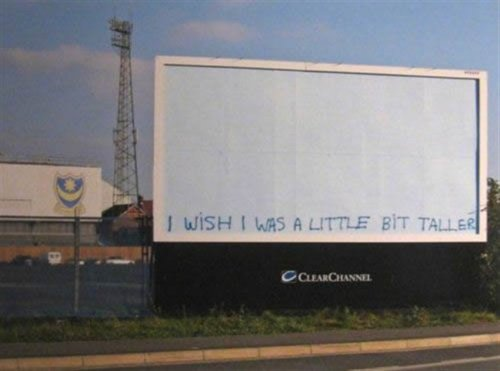 I WISH I WAS A LITTLE BIT TALLER
CLEARCHANNEL